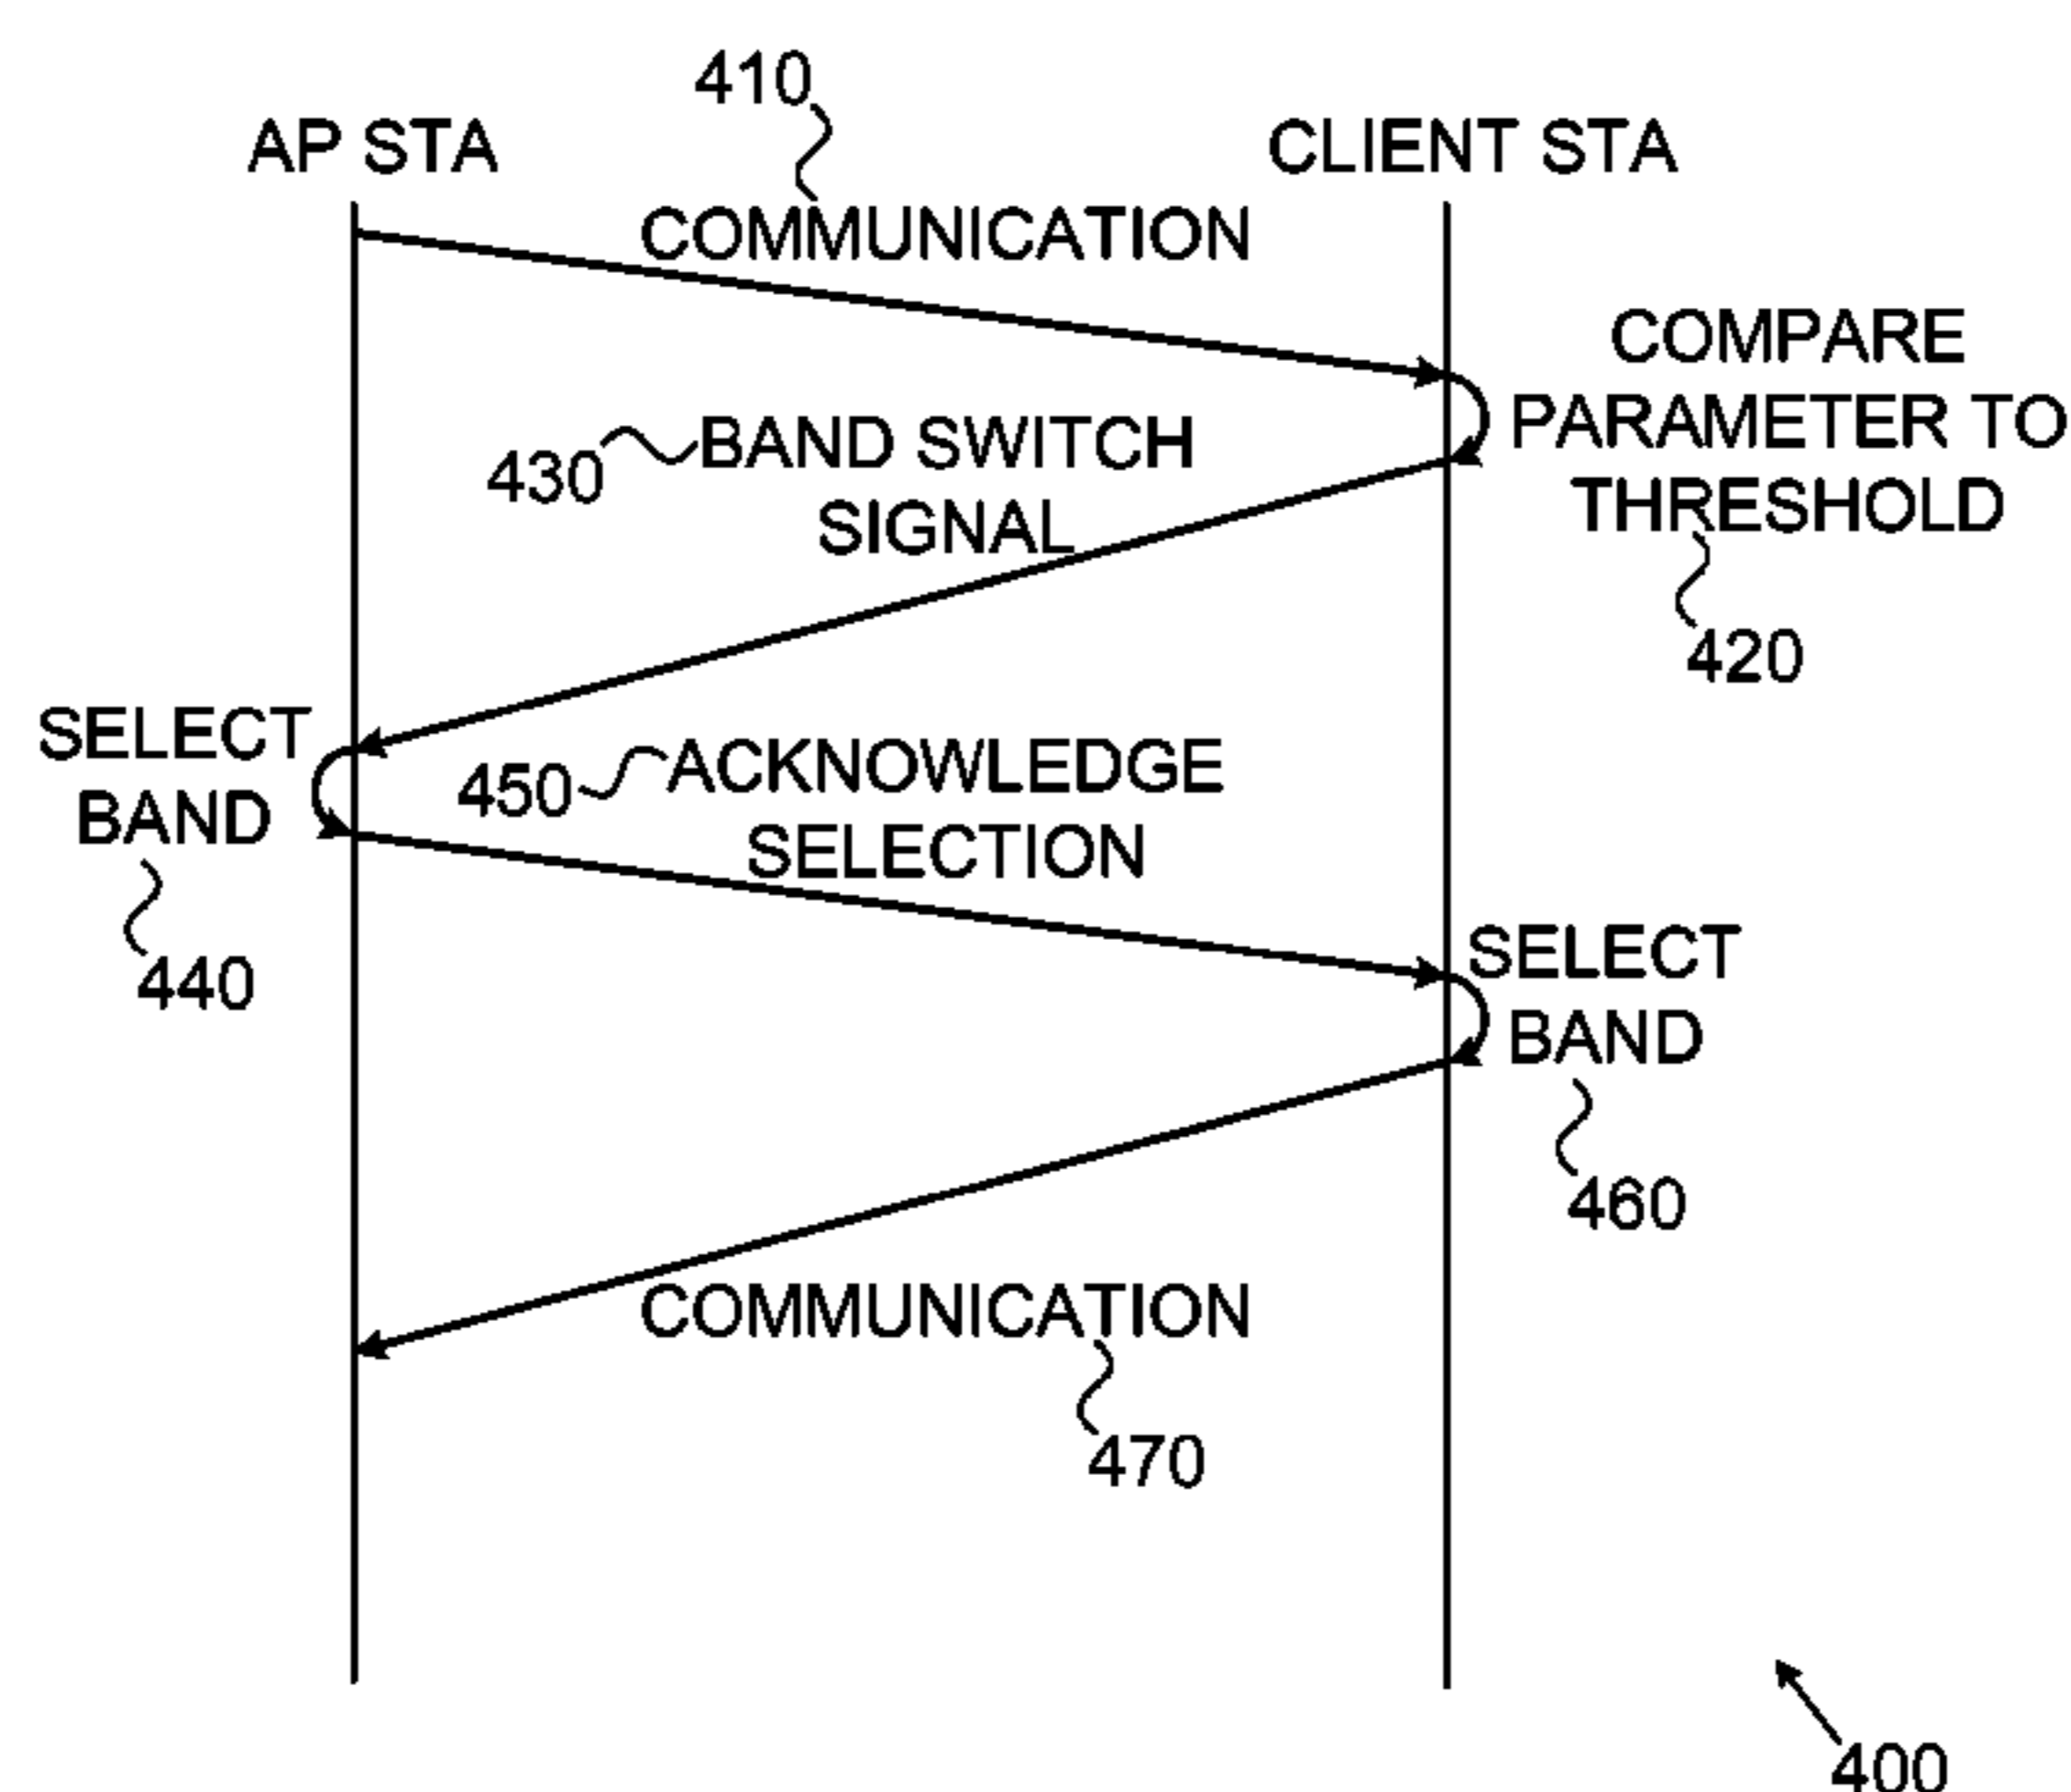 410
AP STA
CLIENT STA
COMMUNICATION
COMPARE
PARAMETER TO
THRESHOLD
420
430
BAND SWITCH
SIGNAL
SELECT
BAND
440
450
ACKNOWLEDGE
SELECTION
SELECT
BAND
460
COMMUNICATION
470
400